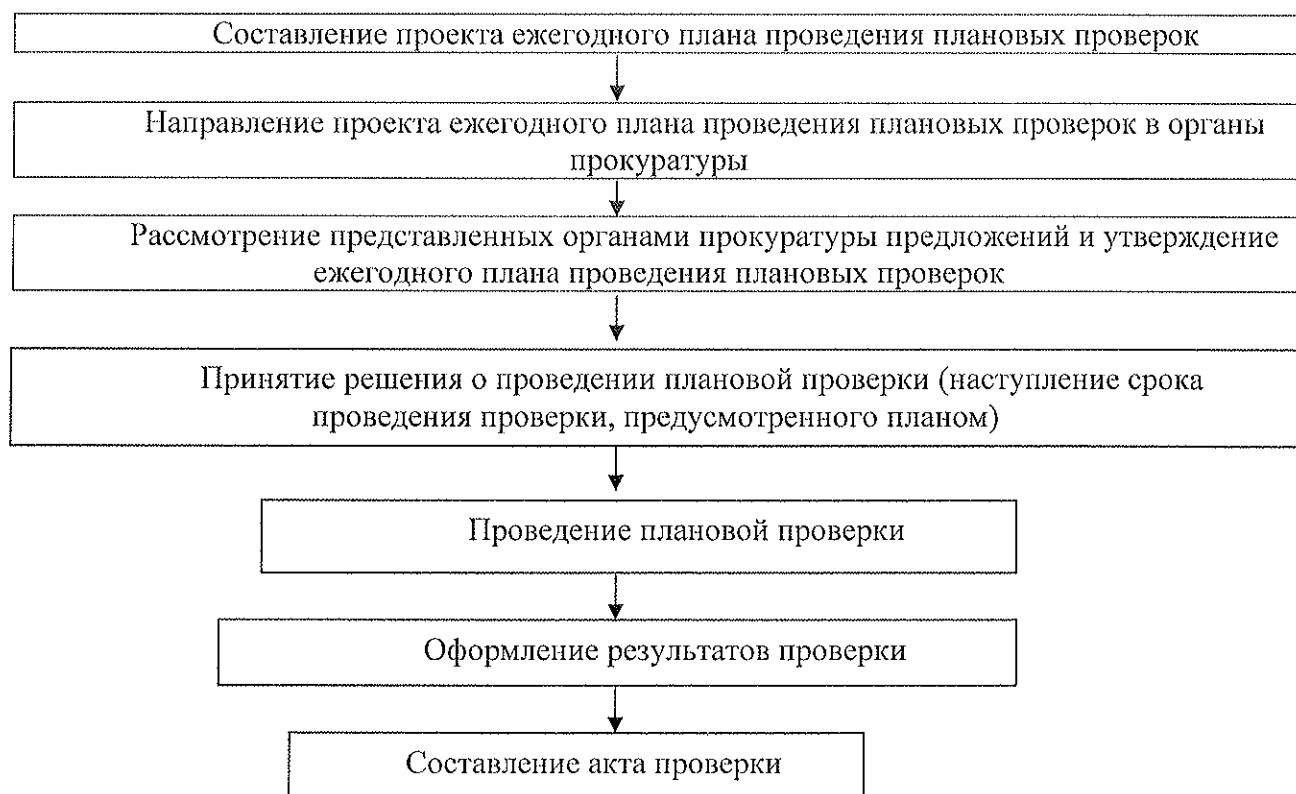 Составление проекта ежегодного плана проведения плановых проверок
Направление проекта ежегодного плана проведения плановых проверок в органы
прокуратуры
Рассмотрение представленных органами прокуратуры предложений и утверждение
ежегодного плана проведения плановых проверок
Принятие решения о проведении плановой проверки (наступление срока
проведения проверки, предусмотренного планом)
Проведение плановой проверки
Оформление результатов проверки
Составление акта проверки